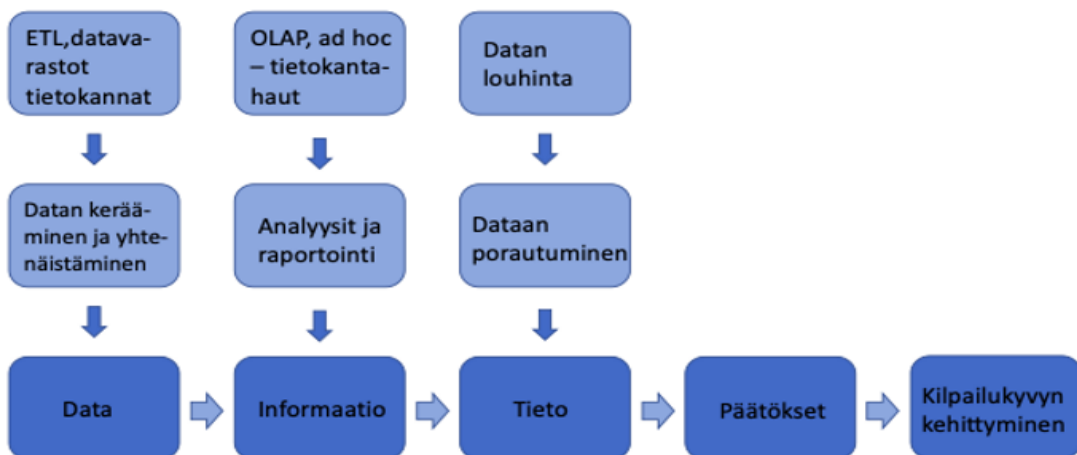 ETL,datava-
rastot
tietokannat
OLAP, ad hoc
– tietokanta-
haut
Datan
louhinta
Datan kerää-
minen ja yhte-
näistäminen
Analyysit ja
raportointi
Dataan
porautuminen
Data
Informaatio
Tieto
Päätökset
Kilpailukyvyn
kehittyminen